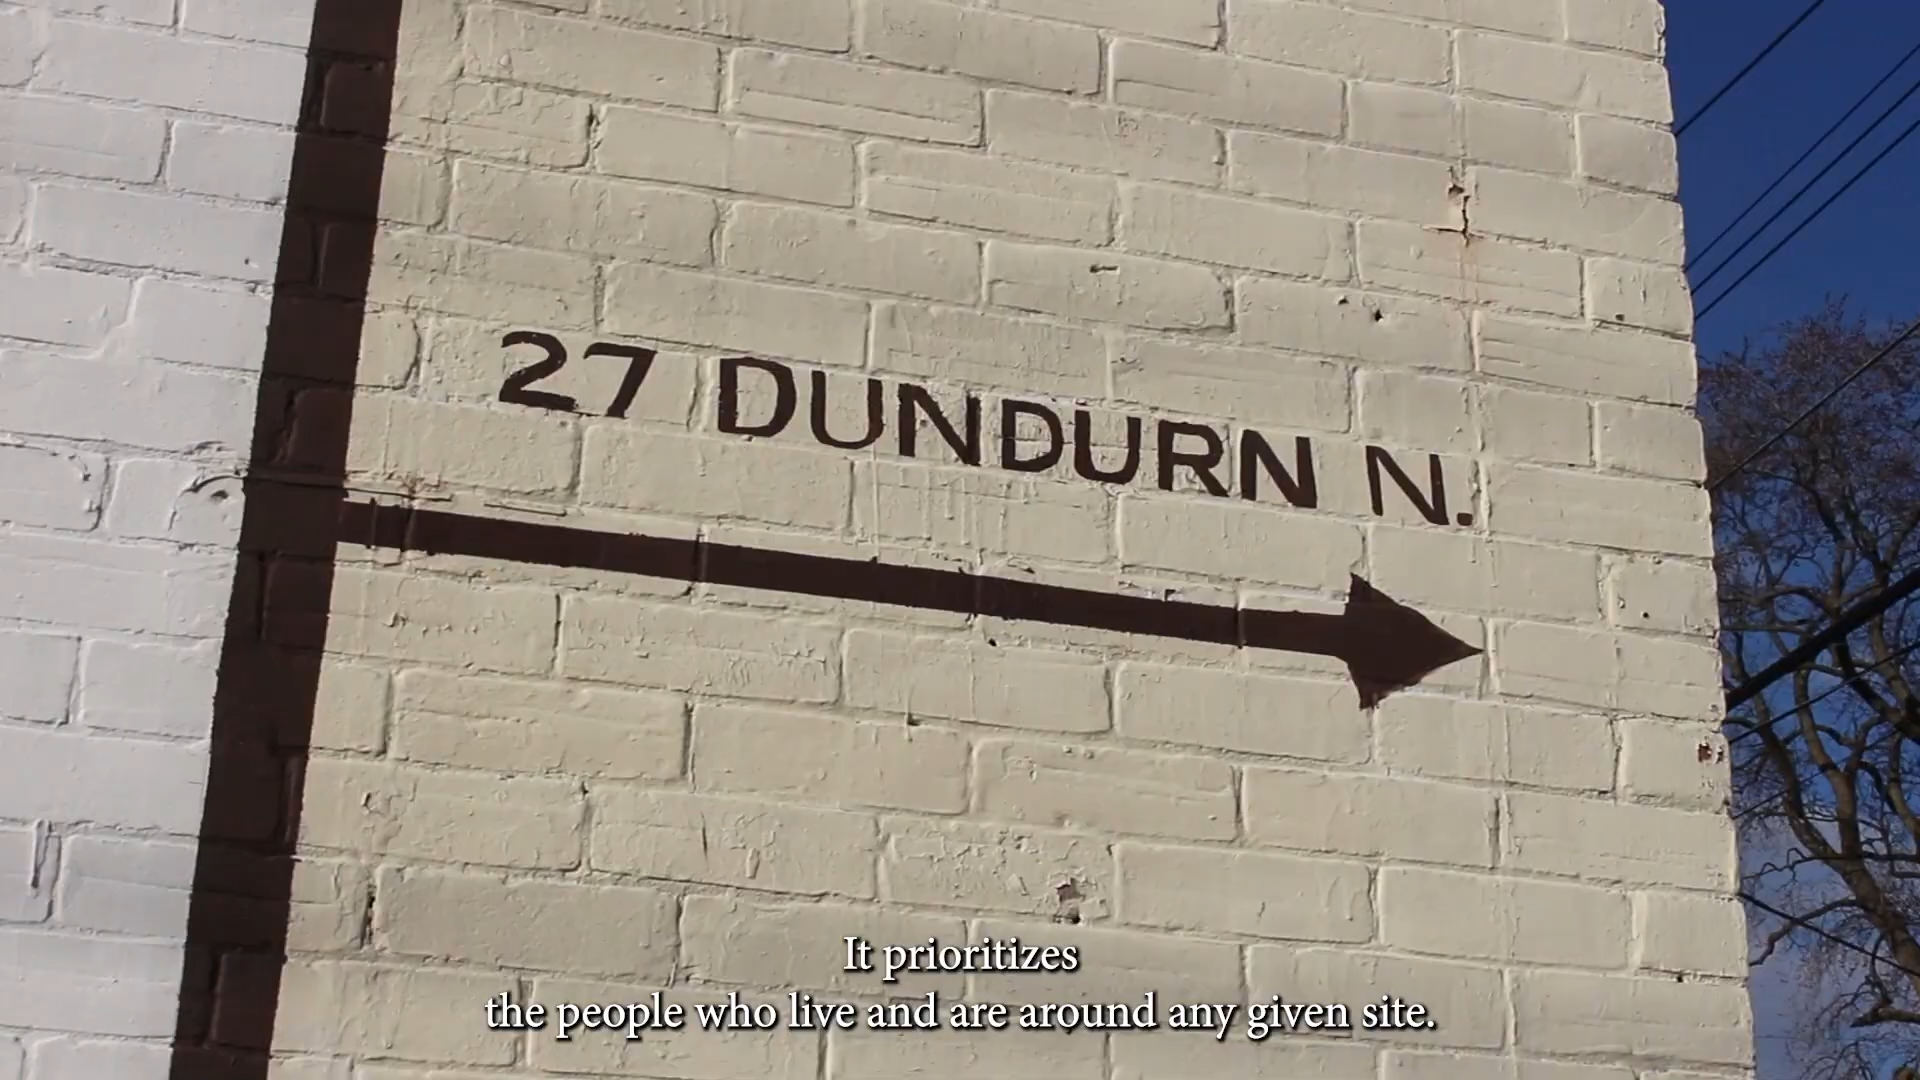 27 DUNDURN N.
It prioritizes
the people who live and are around any given site.